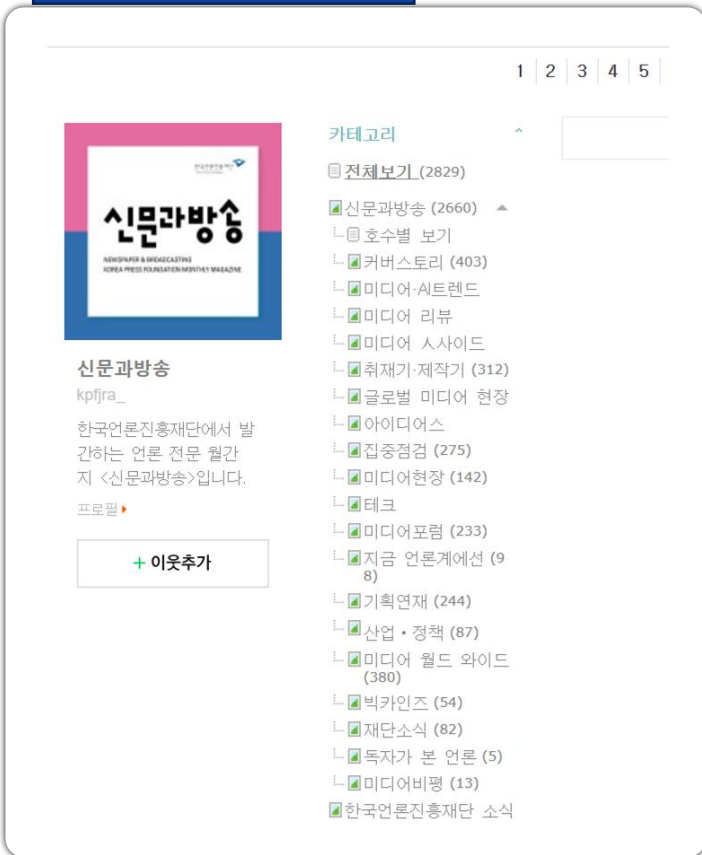 1 2 3 4 5
신문과방송
NEWSPAPER & BROADCASTING
KOREA PRESS FOUNDATION MONTHLY MAGAZINE
신문과방송
kpfjra_
한국언론진흥재단에서 발
간하는 언론 전문 월간
지 <신문과방송>입니다.
프로필
+ 이웃추가
카테고리
전체보기 (2829)
신문과방송 (2660)
호수별 보기
커버스토리 (403)
미디어·AI트렌드
미디어 리뷰
미디어 人사이드
취재기·제작기 (312)
글로벌 미디어 현장
아이디어스
집중점검 (275)
미디어현장 (142)
테크
미디어포럼 (233)
지금 언론계에선 (9
8)
기획연재 (244)
산업・정책 (87)
미디어 월드 와이드
(380)
빅카인즈 (54)
재단소식 (82)
독자가 본 언론 (5)
미디어비평 (13)
한국언론진흥재단 소식